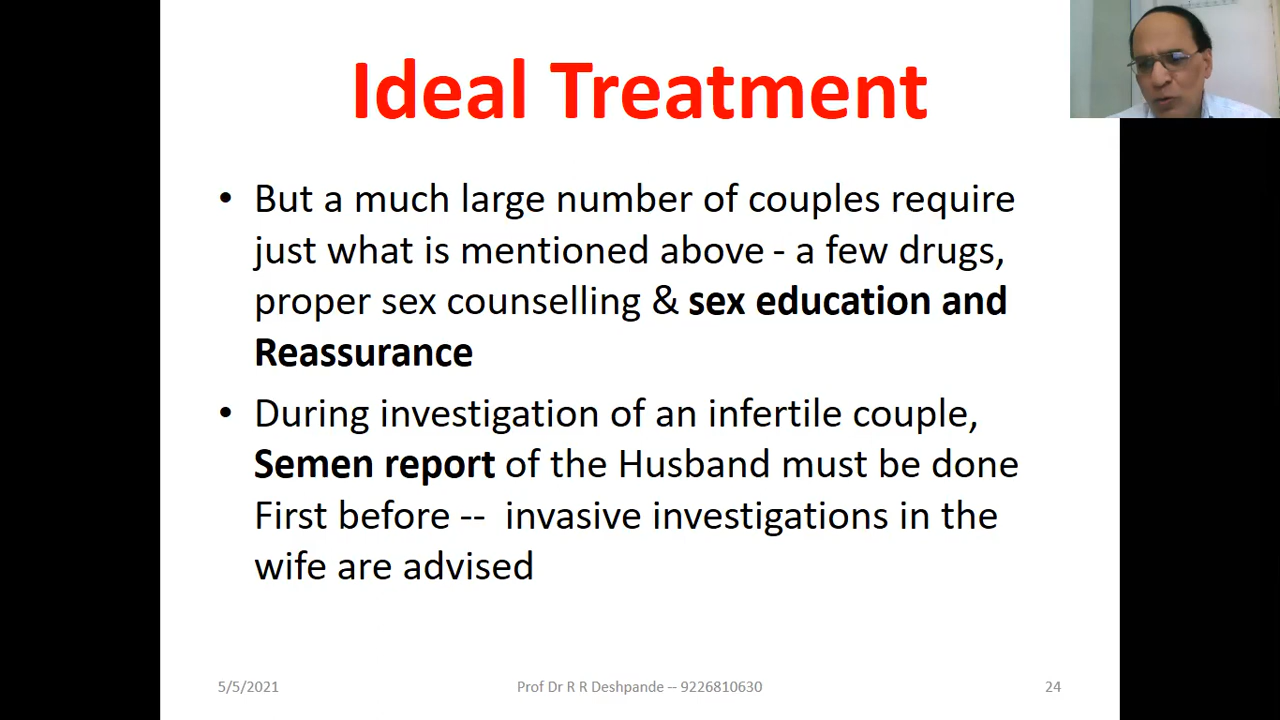 Ideal Treatment
• But a much large number of couples require
just what is mentioned above - a few drugs,
proper sex counselling & sex education and
Reassurance
• During investigation of an infertile couple,
Semen report of the Husband must be done
First before -- invasive investigations in the
wife are advised
5/5/2021 Prof Dr R R Deshpande -- 9226810630 24